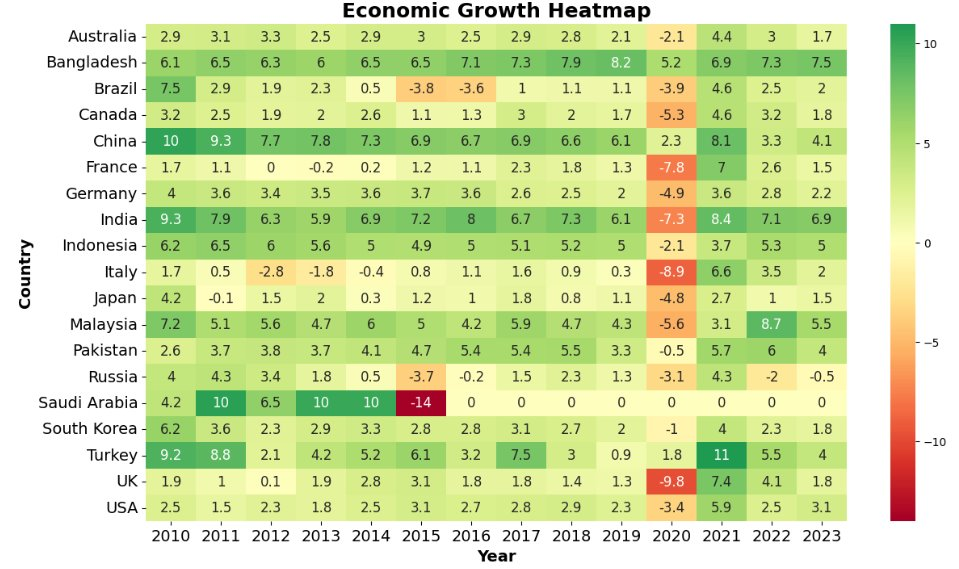 Economic Growth Heatmap
Australia 2.9 3.1 3.3 2.5 2.9 3 2.5 2.9 2.8 2.1 -2.1 4.4 3 1.7
Bangladesh 6.1 6.5 6.3 6 6.5 6.5 7.1 7.3 7.9 8.2 5.2 6.9 7.3 7.5
Brazil 7.5 2.9 1.9 2.3 0.5 -3.8 -3.6 1 1.1 1.1 -3.9 4.6 2.5 2
Canada 3.2 2.5 1.9 2 2.6 1.1 1.3 3 2 1.7 -5.3 4.6 3.2 1.8
China 10 9.3 7.7 7.8 7.3 6.9 6.7 6.9 6.6 6.1 2.3 8.1 3.3 4.1
France 1.7 1.1 0 -0.2 0.2 1.2 1.1 2.3 1.8 1.3 -7.8 7 2.6 1.5
Germany 4 3.6 3.4 3.5 3.6 3.7 3.6 2.6 2.5 2 -4.9 3.6 2.8 2.2
India 9.3 7.9 6.3 5.9 6.9 7.2 8 6.7 7.3 6.1 -7.3 8.4 7.1 6.9
Indonesia 6.2 6.5 6 5.6 5 4.9 5 5.1 5.2 5 -2.1 3.7 5.3 5
Italy 1.7 0.5 -2.8 -1.8 -0.4 0.8 1.1 1.6 0.9 0.3 -8.9 6.6 3.5 2
Japan 4.2 -0.1 1.5 2 0.3 1.2 1 1.8 0.8 1.1 -4.8 2.7 1 1.5
Malaysia 7.2 5.1 5.6 4.7 6 5 4.2 5.9 4.7 4.3 -5.6 3.1 8.7 5.5
Pakistan 2.6 3.7 3.8 3.7 4.1 4.7 5.4 5.4 5.5 3.3 -0.5 5.7 6 4
Russia 4 4.3 3.4 1.8 0.5 -3.7 -0.2 1.5 2.3 1.3 -3.1 4.3 -2 -0.5
Saudi Arabia 4.2 10 6.5 10 10 -14 0 0 0 0 0 0 0 0
South Korea 6.2 3.6 2.3 2.9 3.3 2.8 2.8 3.1 2.7 2 -1 4 2.3 1.8
Turkey 9.2 8.8 2.1 4.2 5.2 6.1 3.2 7.5 3 0.9 1.8 11 5.5 4
UK 1.9 1 0.1 1.9 2.8 3.1 1.8 1.8 1.4 1.3 -9.8 7.4 4.1 1.8
USA 2.5 1.5 2.3 1.8 2.5 3.1 2.7 2.8 2.9 2.3 -3.4 5.9 2.5 3.1
2010 2011 2012 2013 2014 2015 2016 2017 2018 2019 2020 2021 2022 2023
Year
Country
10
5
0
−5
−10